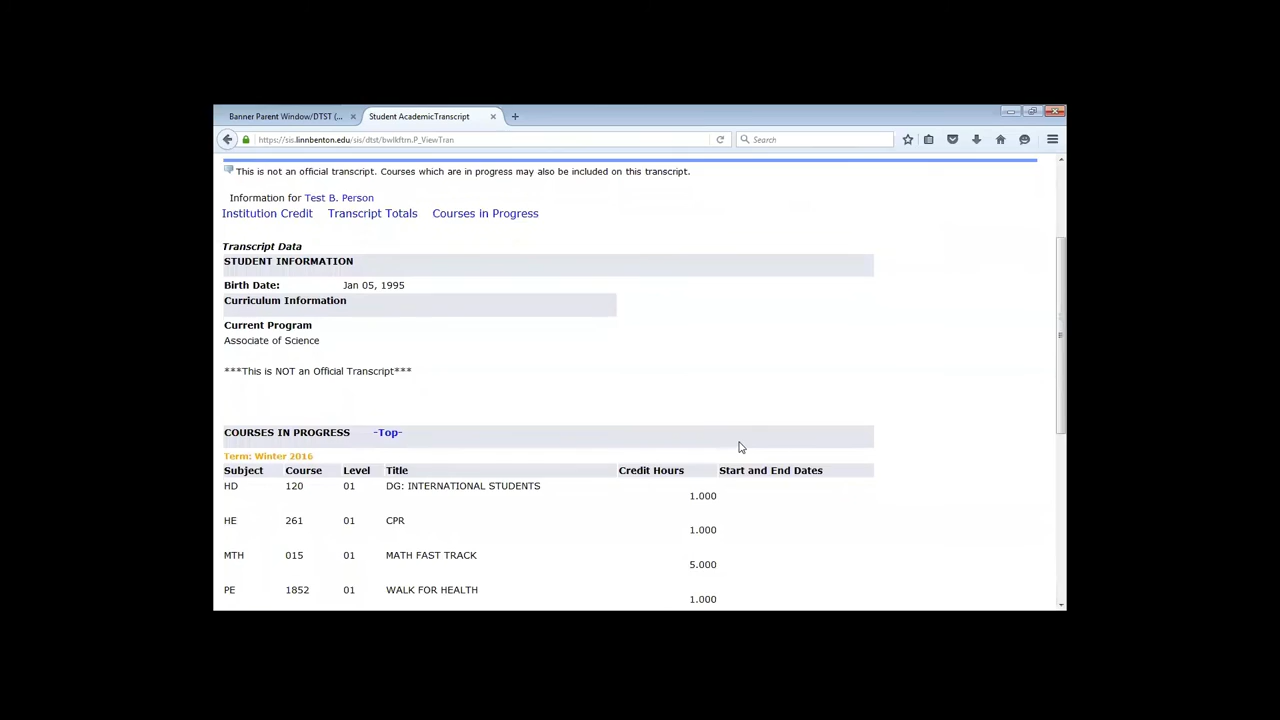 Banner Parent Window/DTST (... Student AcademicTranscript
https://sis.linnbenton.edu/sis/dtst/bwlkftrn.P_ViewTran Search
This is not an official transcript. Courses which are in progress may also be included on this transcript.
Information for Test B. Person
Institution Credit Transcript Totals Courses in Progress
Transcript Data
STUDENT INFORMATION
Birth Date: Jan 05, 1995
Curriculum Information
Current Program
Associate of Science
***This is NOT an Official Transcript***
COURSES IN PROGRESS -Top-
Term: Winter 2016
Subject Course Level Title Credit Hours Start and End Dates
HD 120 01 DG: INTERNATIONAL STUDENTS 1.000
HE 261 01 CPR 1.000
MTH 015 01 MATH FAST TRACK 5.000
PE 1852 01 WALK FOR HEALTH 1.000